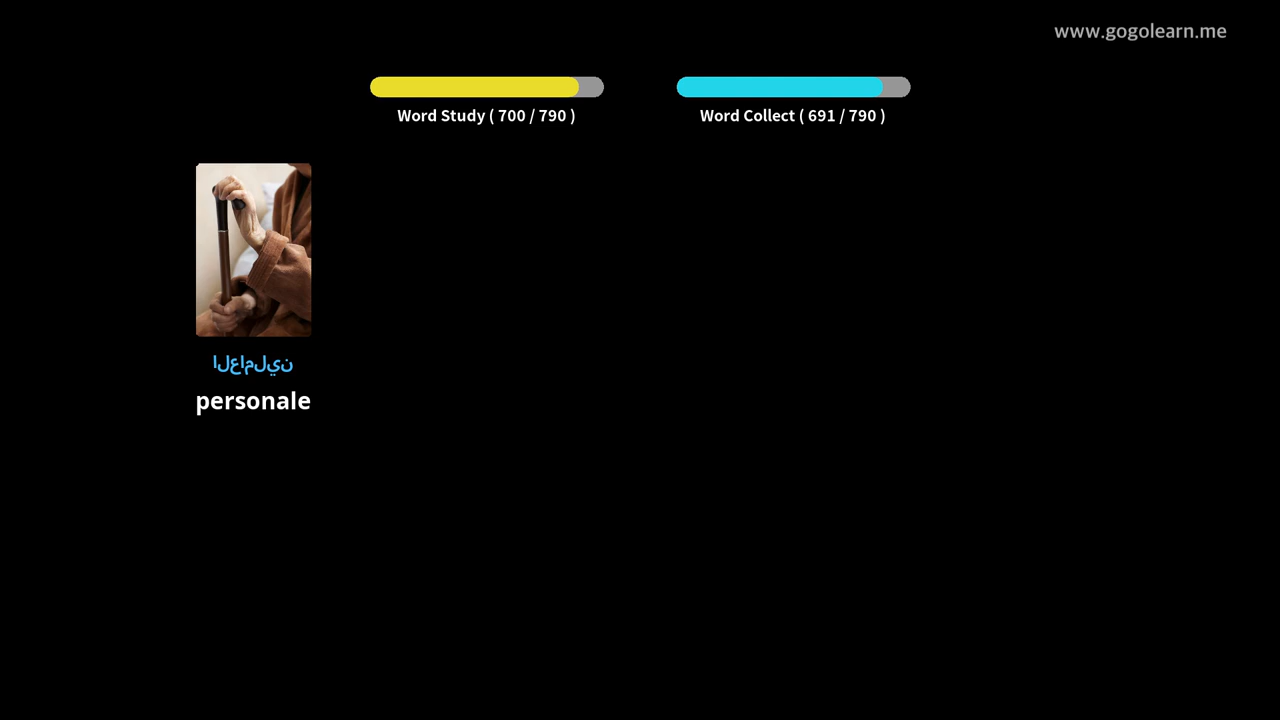 www.gogolearn.me
Word Study ( 700 / 790 )
Word Collect ( 691 / 790 )
العاملين
personale